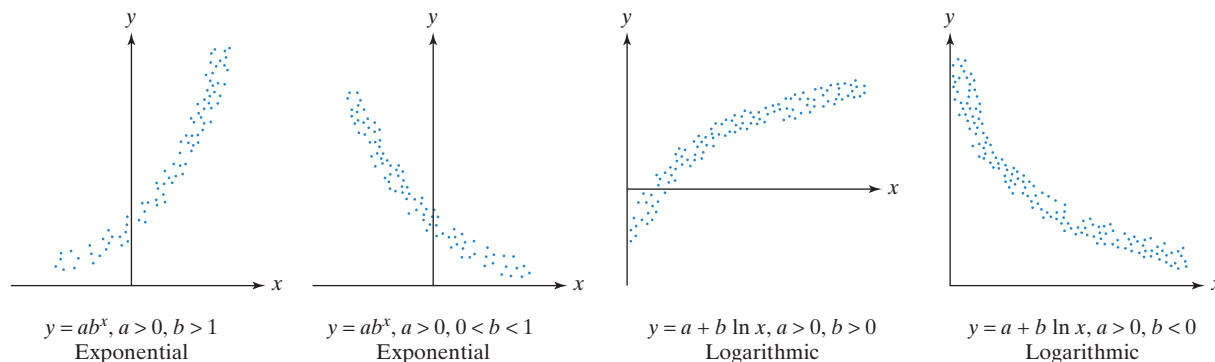 y
y
y
y
x
x
x
x
y = abˣ, a > 0, b > 1
Exponential
y = abˣ, a > 0, 0 < b < 1
Exponential
y = a + b ln x, a > 0, b > 0
Logarithmic
y = a + b ln x, a > 0, b < 0
Logarithmic